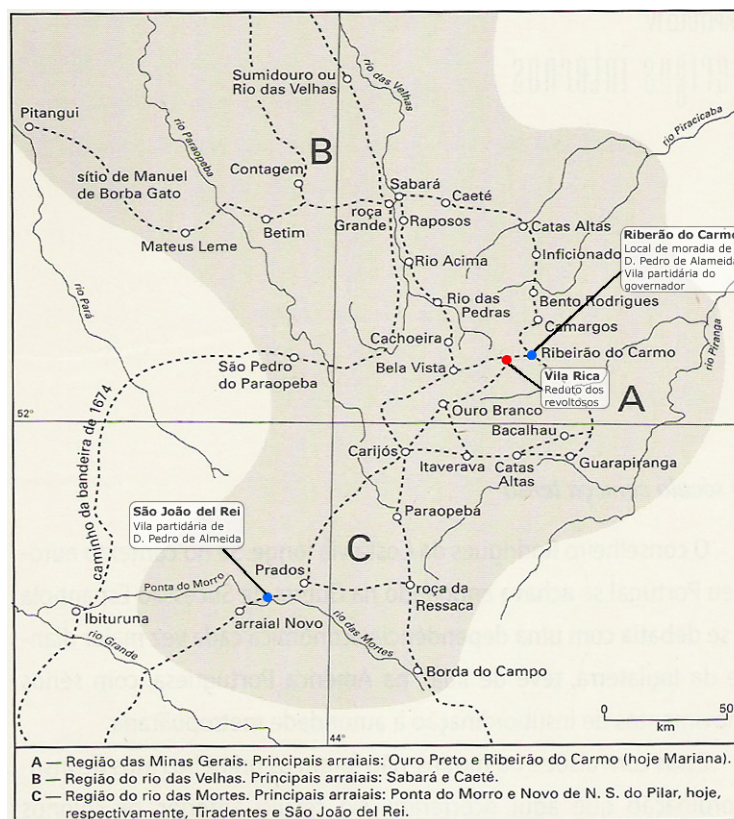 Sumidouro ou
Rio das Velhas
rio das Velhas
Pitangui
rio Paraopeba
rio Piracicaba
B
Contagem
sítio de Manuel
de Borba Gato
Sabará
roça
Grande
Caeté
Raposos
Catas Altas
Betim
Mateus Leme
Riberão do Carmo
Local de moradia de
D. Pedro de Alameida
Vila partidária do
governador
Inficionado
Rio Acima
Bento Rodrigues
Rio das
Pedras
rio Pará
Camargos
rio Piranga
Cachoeira
Ribeirão do Carmo
São Pedro
do Paraopeba
Bela Vista
Vila Rica
Reduto dos
revoltosos
A
52°
Ouro Branco
Bacalhau
caminho da bandeira de 1674
Carijós
Itaverava
Catas
Altas
Guarapiranga
São João del Rei
Vila partidária de
D. Pedro de Almeida
Paraopebá
C
Prados
Ponta do Morro
roça da
Ressaca
Ibituruna
arraial Novo
rio das Mortes
rio Grande
Borda do Campo
0
50
km
44°
A — Região das Minas Gerais. Principais arraiais: Ouro Preto e Ribeirão do Carmo (hoje Mariana).
B — Região do rio das Velhas. Principais arraiais: Sabará e Caeté.
C — Região do rio das Mortes. Principais arraiais: Ponta do Morro e Novo de N. S. do Pilar, hoje,
respectivamente, Tiradentes e São João del Rei.